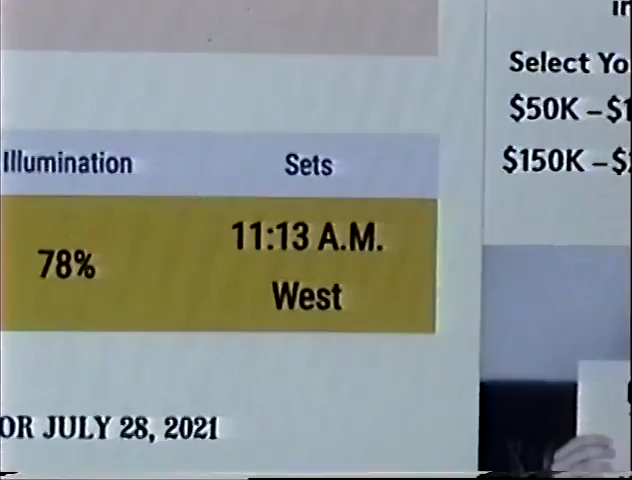 Select Yo
$50K – $1
Illumination Sets
$150K – $
11:13 A.M.
78%
West
OR JULY 28, 2021